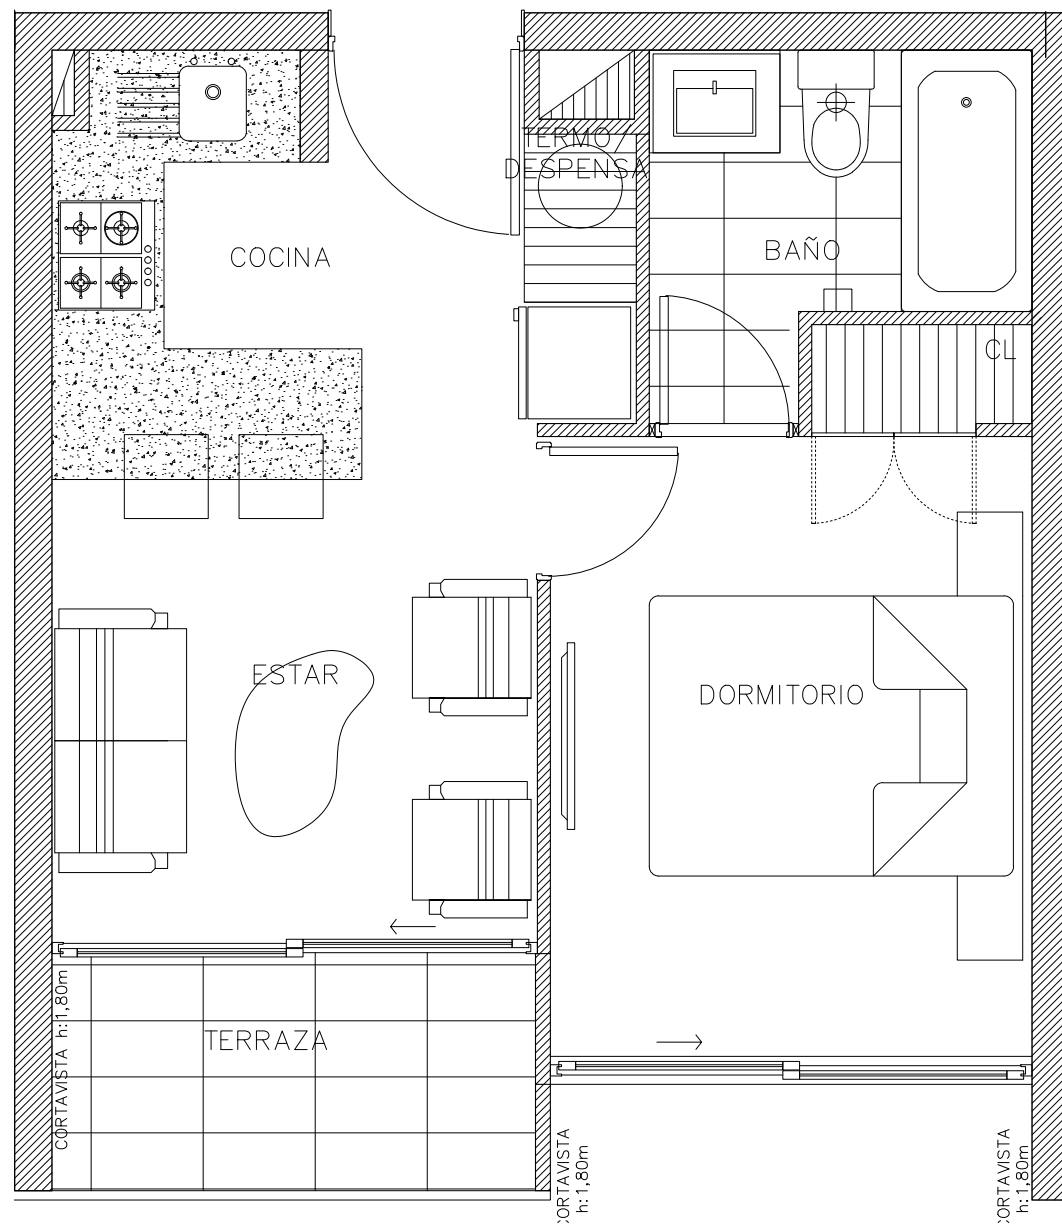 TERMO/
DESPENSA
COCINA
BAÑO
CL
ESTAR
DORMITORIO
TERRAZA
CORTAVISTA h:1,80m
CORTAVISTA
h:1,80m
CORTAVISTA
h:1,80m